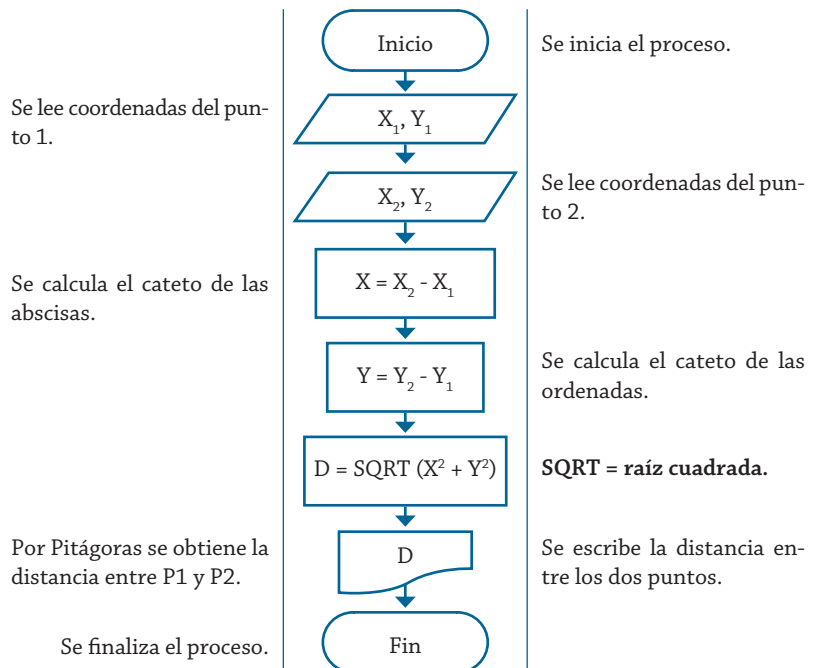 Inicio
Se inicia el proceso.
Se lee coordenadas del pun-
to 1.
X₁, Y₁
X₂, Y₂
Se lee coordenadas del pun-
to 2.
Se calcula el cateto de las
abscisas.
X = X₂ - X₁
Y = Y₂ - Y₁
Se calcula el cateto de las
ordenadas.
D = SQRT (X² + Y²)
SQRT = raíz cuadrada.
Por Pitágoras se obtiene la
distancia entre P1 y P2.
D
Se escribe la distancia en-
tre los dos puntos.
Se finaliza el proceso.
Fin